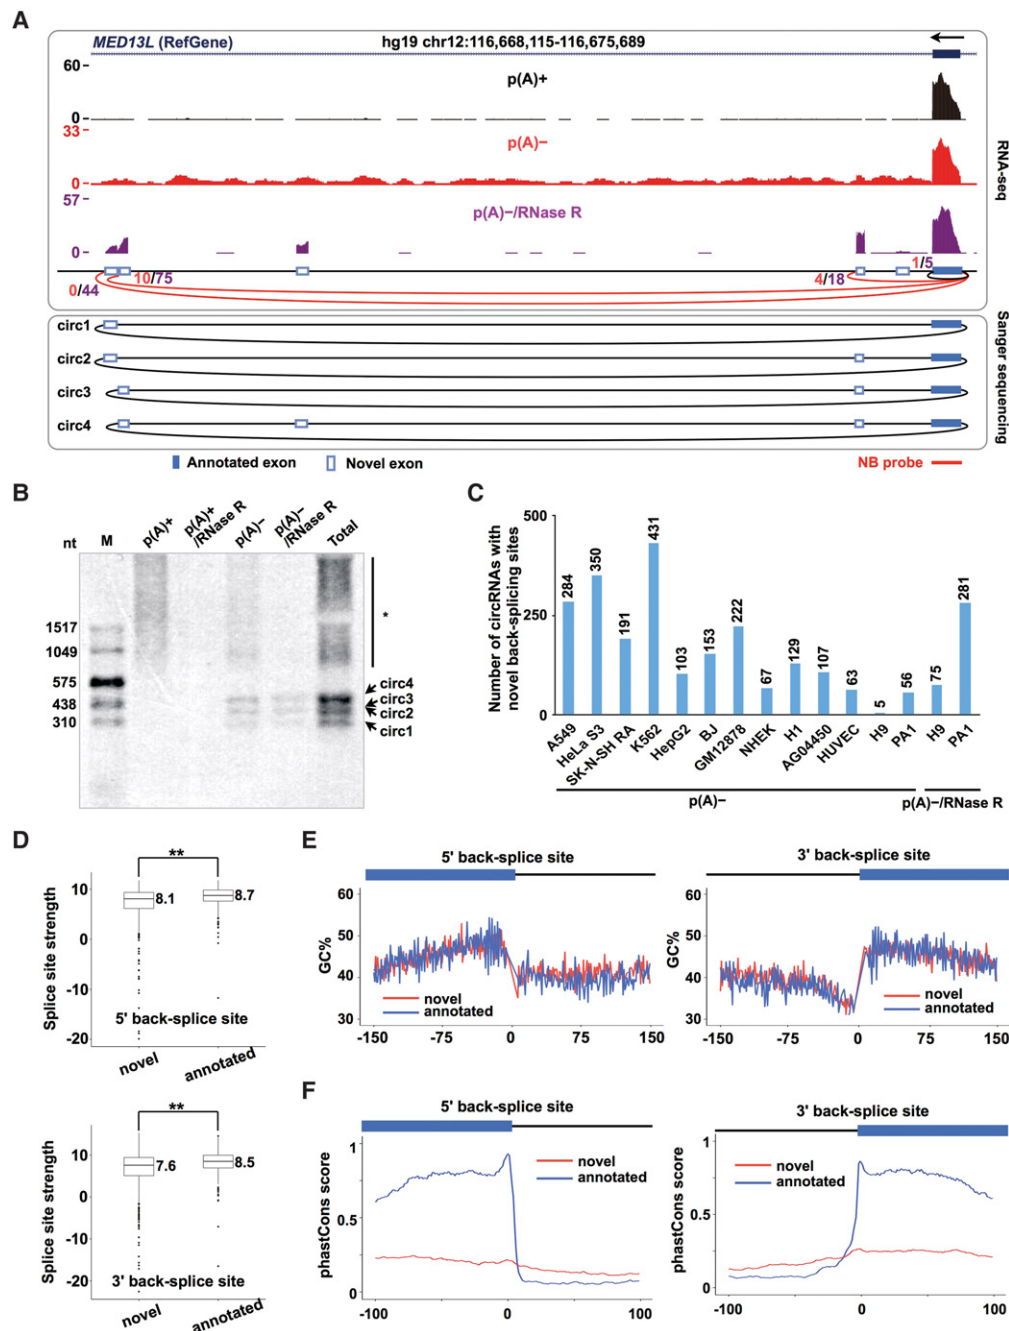 A
MED13L (RefGene) hg19 chr12:116,668,115-116,675,689
60
p(A)+
0
33
p(A)−
0
57
p(A)−/RNase R
0
RNA-seq
1/5
10/75
4/18
0/44
circ1
circ2
circ3
circ4
Sanger sequencing
Annotated exon Novel exon NB probe
B
nt M p(A)+ p(A)+/RNase R p(A)− p(A)−/RNase R Total
*
1517
1049
575
438
310
circ4
circ3
circ2
circ1
C
Number of circRNAs with novel back-splicing sites
500
250
0
284 350 191 431 103 153 222 67 129 107 63 5 56 75 281
A549 HeLa S3 SK-N-SH RA K562 HepG2 BJ GM12878 NHEK H1 AG04450 HUVEC H9 PA1 H9 PA1
p(A)− p(A)−/RNase R
D
Splice site strength
**
10
0
-10
-20
8.1 8.7
5' back-splice site
novel annotated
Splice site strength
**
10
0
-10
-20
7.6 8.5
3' back-splice site
novel annotated
E
5' back-splice site
GC%
60
50
40
30
novel
annotated
-150 -75 0 75 150
3' back-splice site
GC%
60
50
40
30
novel
annotated
-150 -75 0 75 150
F
5' back-splice site
phastCons score
1
0.5
0
novel
annotated
-100 0 100
3' back-splice site
phastCons score
1
0.5
0
novel
annotated
-100 0 100